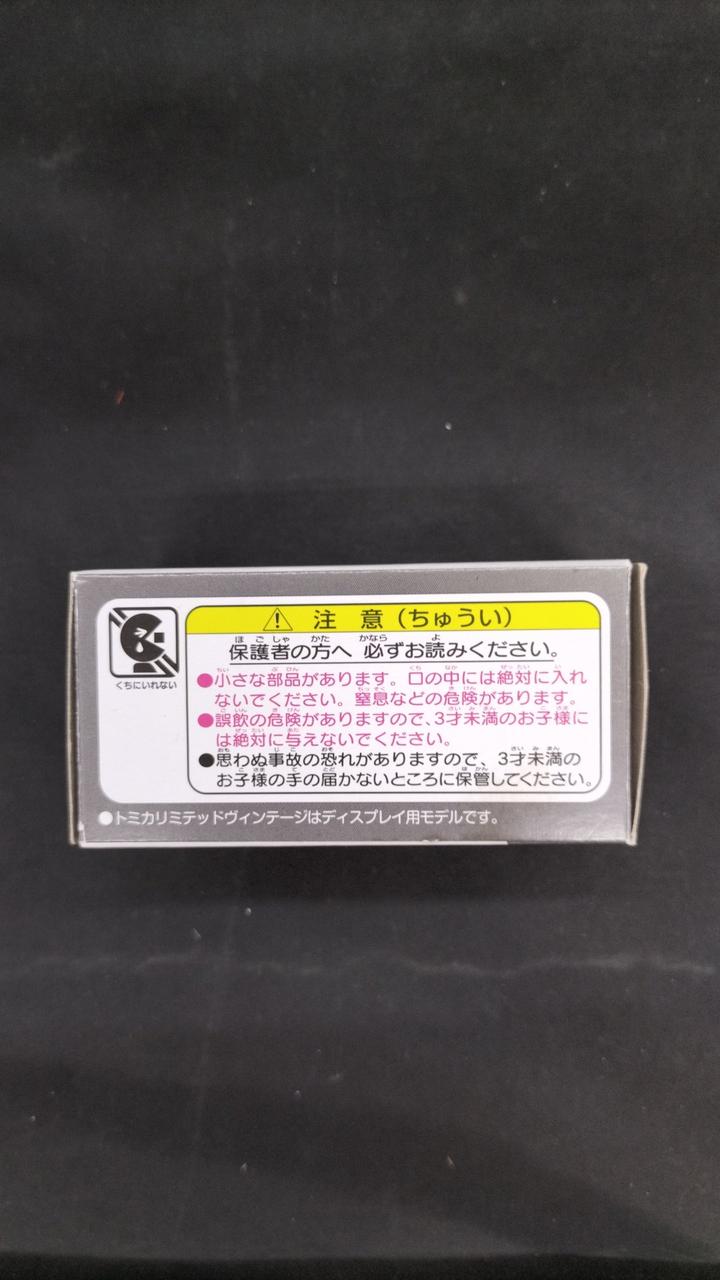 くちにいれない
⚠ 注 意 (ちゅうい)
保護者の方へ 必ずお読みください。
●小さな部品があります。口の中には絶対に入れ
ないでください。窒息などの危険があります。
●誤飲の危険がありますので、3才未満のお子様に
は絶対に与えないでください。
●思わぬ事故の恐れがありますので、3才未満の
お子様の手の届かないところに保管してください。
●トミカリミテッドヴィンテージはディスプレイ用モデルです。